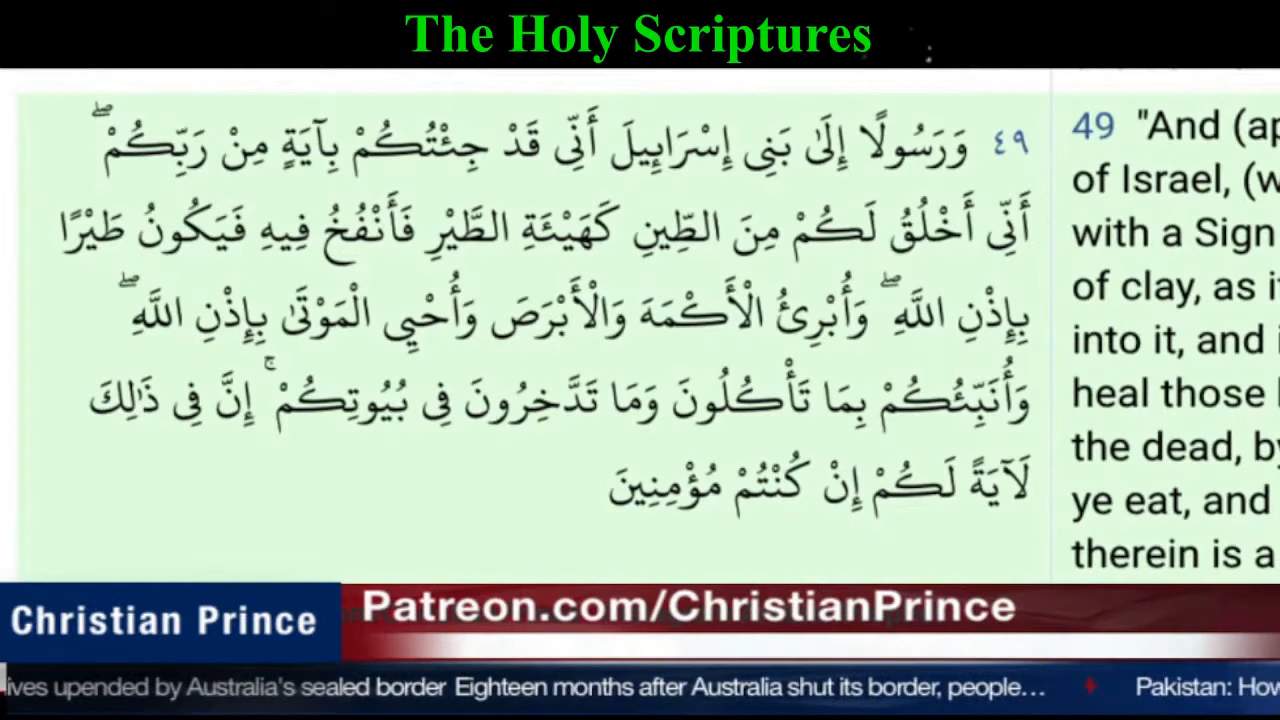 The Holy Scriptures
٤٩ وَرَسُولًا إِلَىٰ بَنِي إِسْرَايِيلَ أَنِّي قَدْ جِئْتُكُمْ بِآيَةٍ مِنْ رَبِّكُمْ ۖ
أَنِّي أَخْلُقُ لَكُمْ مِنَ الطِّينِ كَهَيْئَةِ الطَّيْرِ فَأَنْفُخُ فِيهِ فَيَكُونُ طَيْرًا
بِإِذْنِ اللَّهِ ۖ وَأُبْرِئُ الْأَكْمَهَ وَالْأَبْرَصَ وَأُحْيِي الْمَوْتَىٰ بِإِذْنِ اللَّهِ ۖ
وَأُنَبِّئُكُمْ بِمَا تَأْكُلُونَ وَمَا تَدَّخِرُونَ فِي بُيُوتِكُمْ ۚ إِنَّ فِي ذَٰلِكَ
لَآيَةً لَكُمْ إِنْ كُنْتُمْ مُؤْمِنِينَ
49 "And (ap
of Israel, (w
with a Sign
of clay, as i
into it, and i
heal those
the dead, by
ye eat, and
therein is a
Christian Prince
Patreon.com/ChristianPrince
ives upended by Australia's sealed border Eighteen months after Australia shut its border, people... Pakistan: How